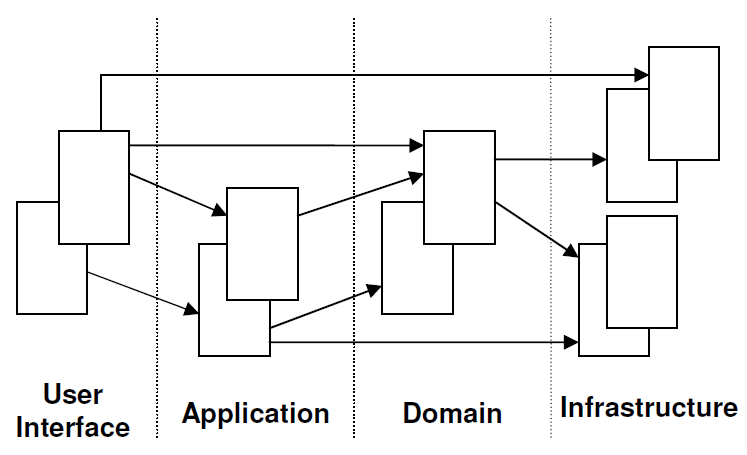 User
Interface
Application
Domain
Infrastructure